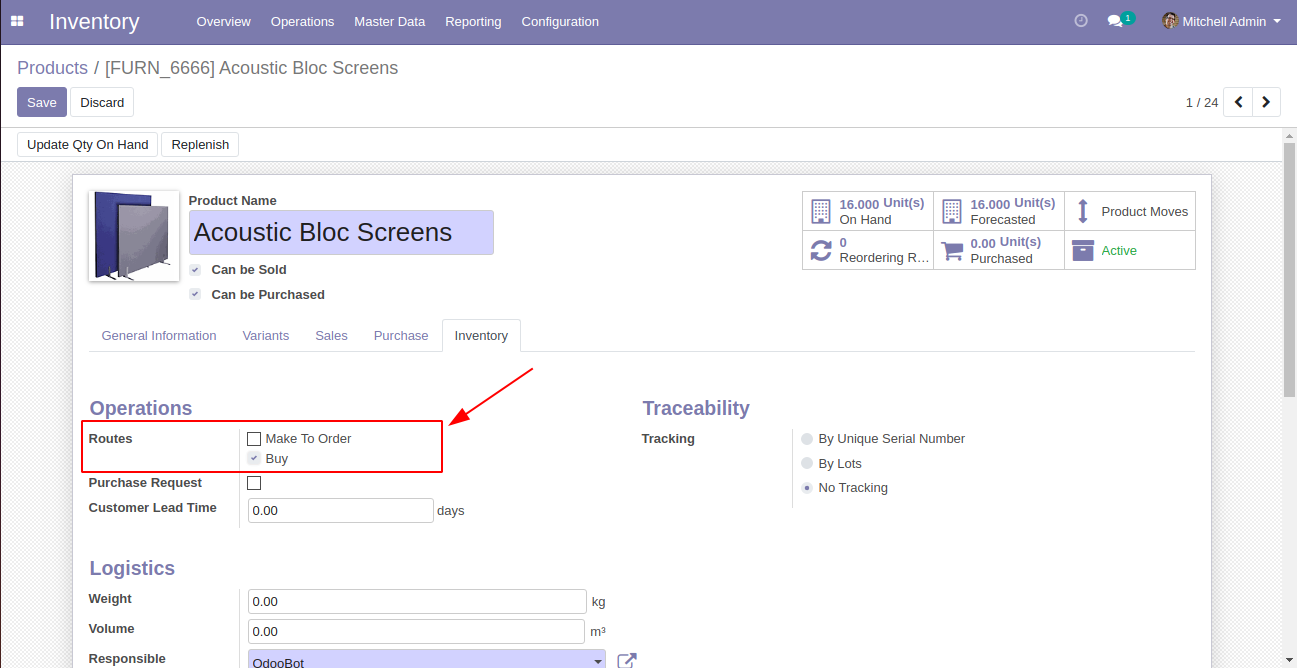 Inventory Overview Operations Master Data Reporting Configuration 1 Mitchell Admin
Products / [FURN_6666] Acoustic Bloc Screens
Save Discard 1 / 24
Update Qty On Hand Replenish
Product Name
Acoustic Bloc Screens
Can be Sold
Can be Purchased
16.000 Unit(s)
On Hand
16.000 Unit(s)
Forecasted
Product Moves
0
Reordering R...
0.00 Unit(s)
Purchased
Active
General Information Variants Sales Purchase Inventory
Operations
Routes Make To Order
Buy
Purchase Request
Customer Lead Time 0.00 days
Traceability
Tracking By Unique Serial Number
By Lots
No Tracking
Logistics
Weight 0.00 kg
Volume 0.00 m³
Responsible OdooBot